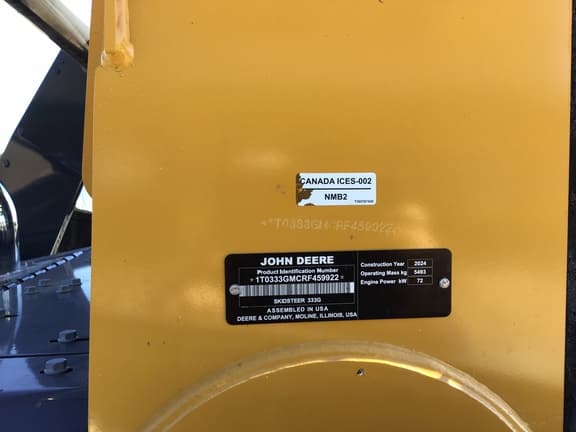 CANADA ICES-002
NMB2
*1T0333GMCRF459922*
JOHN DEERE
Product Identification Number
*1T0333GMCRF459922*
SKIDSTEER 333G
ASSEMBLED IN USA
DEERE & COMPANY, MOLINE, ILLINOIS, USA
Construction Year 2024
Operating Mass kg 5493
Engine Power kW 72